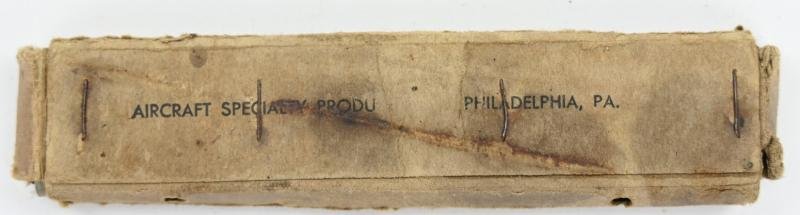 AIRCRAFT SPECIALTY PRODU PHILADELPHIA, PA.